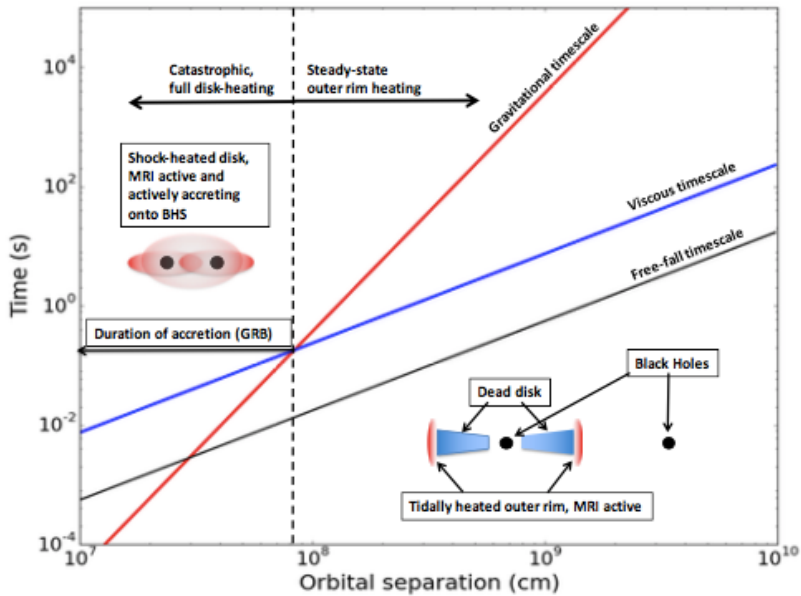 10^4
10^2
10^0
10^-2
10^-4
Time (s)
Catastrophic,
full disk-heating
Steady-state
outer rim heating
Gravitational timescale
Shock-heated disk,
MRI active and
actively accreting
onto BHS
Viscous timescale
Free-fall timescale
Duration of accretion (GRB)
Black Holes
Dead disk
Tidally heated outer rim, MRI active
10^7
10^8
10^9
10^10
Orbital separation (cm)